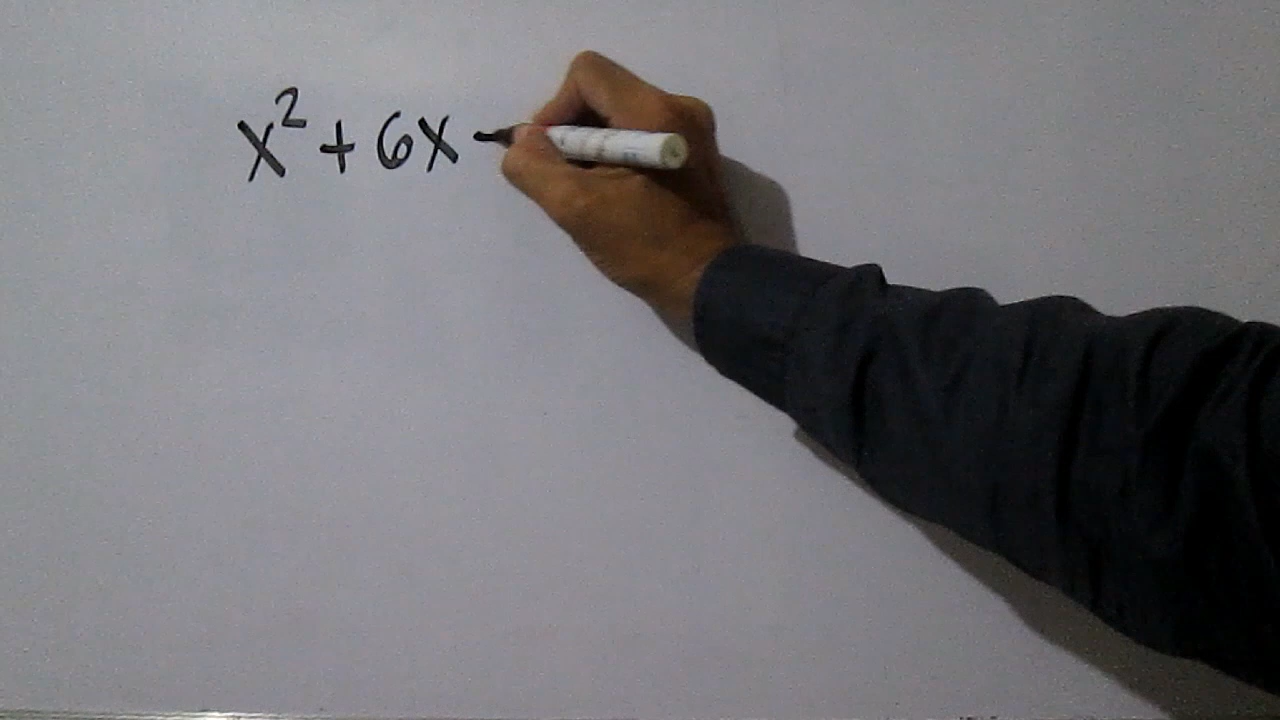 x² + 6x -